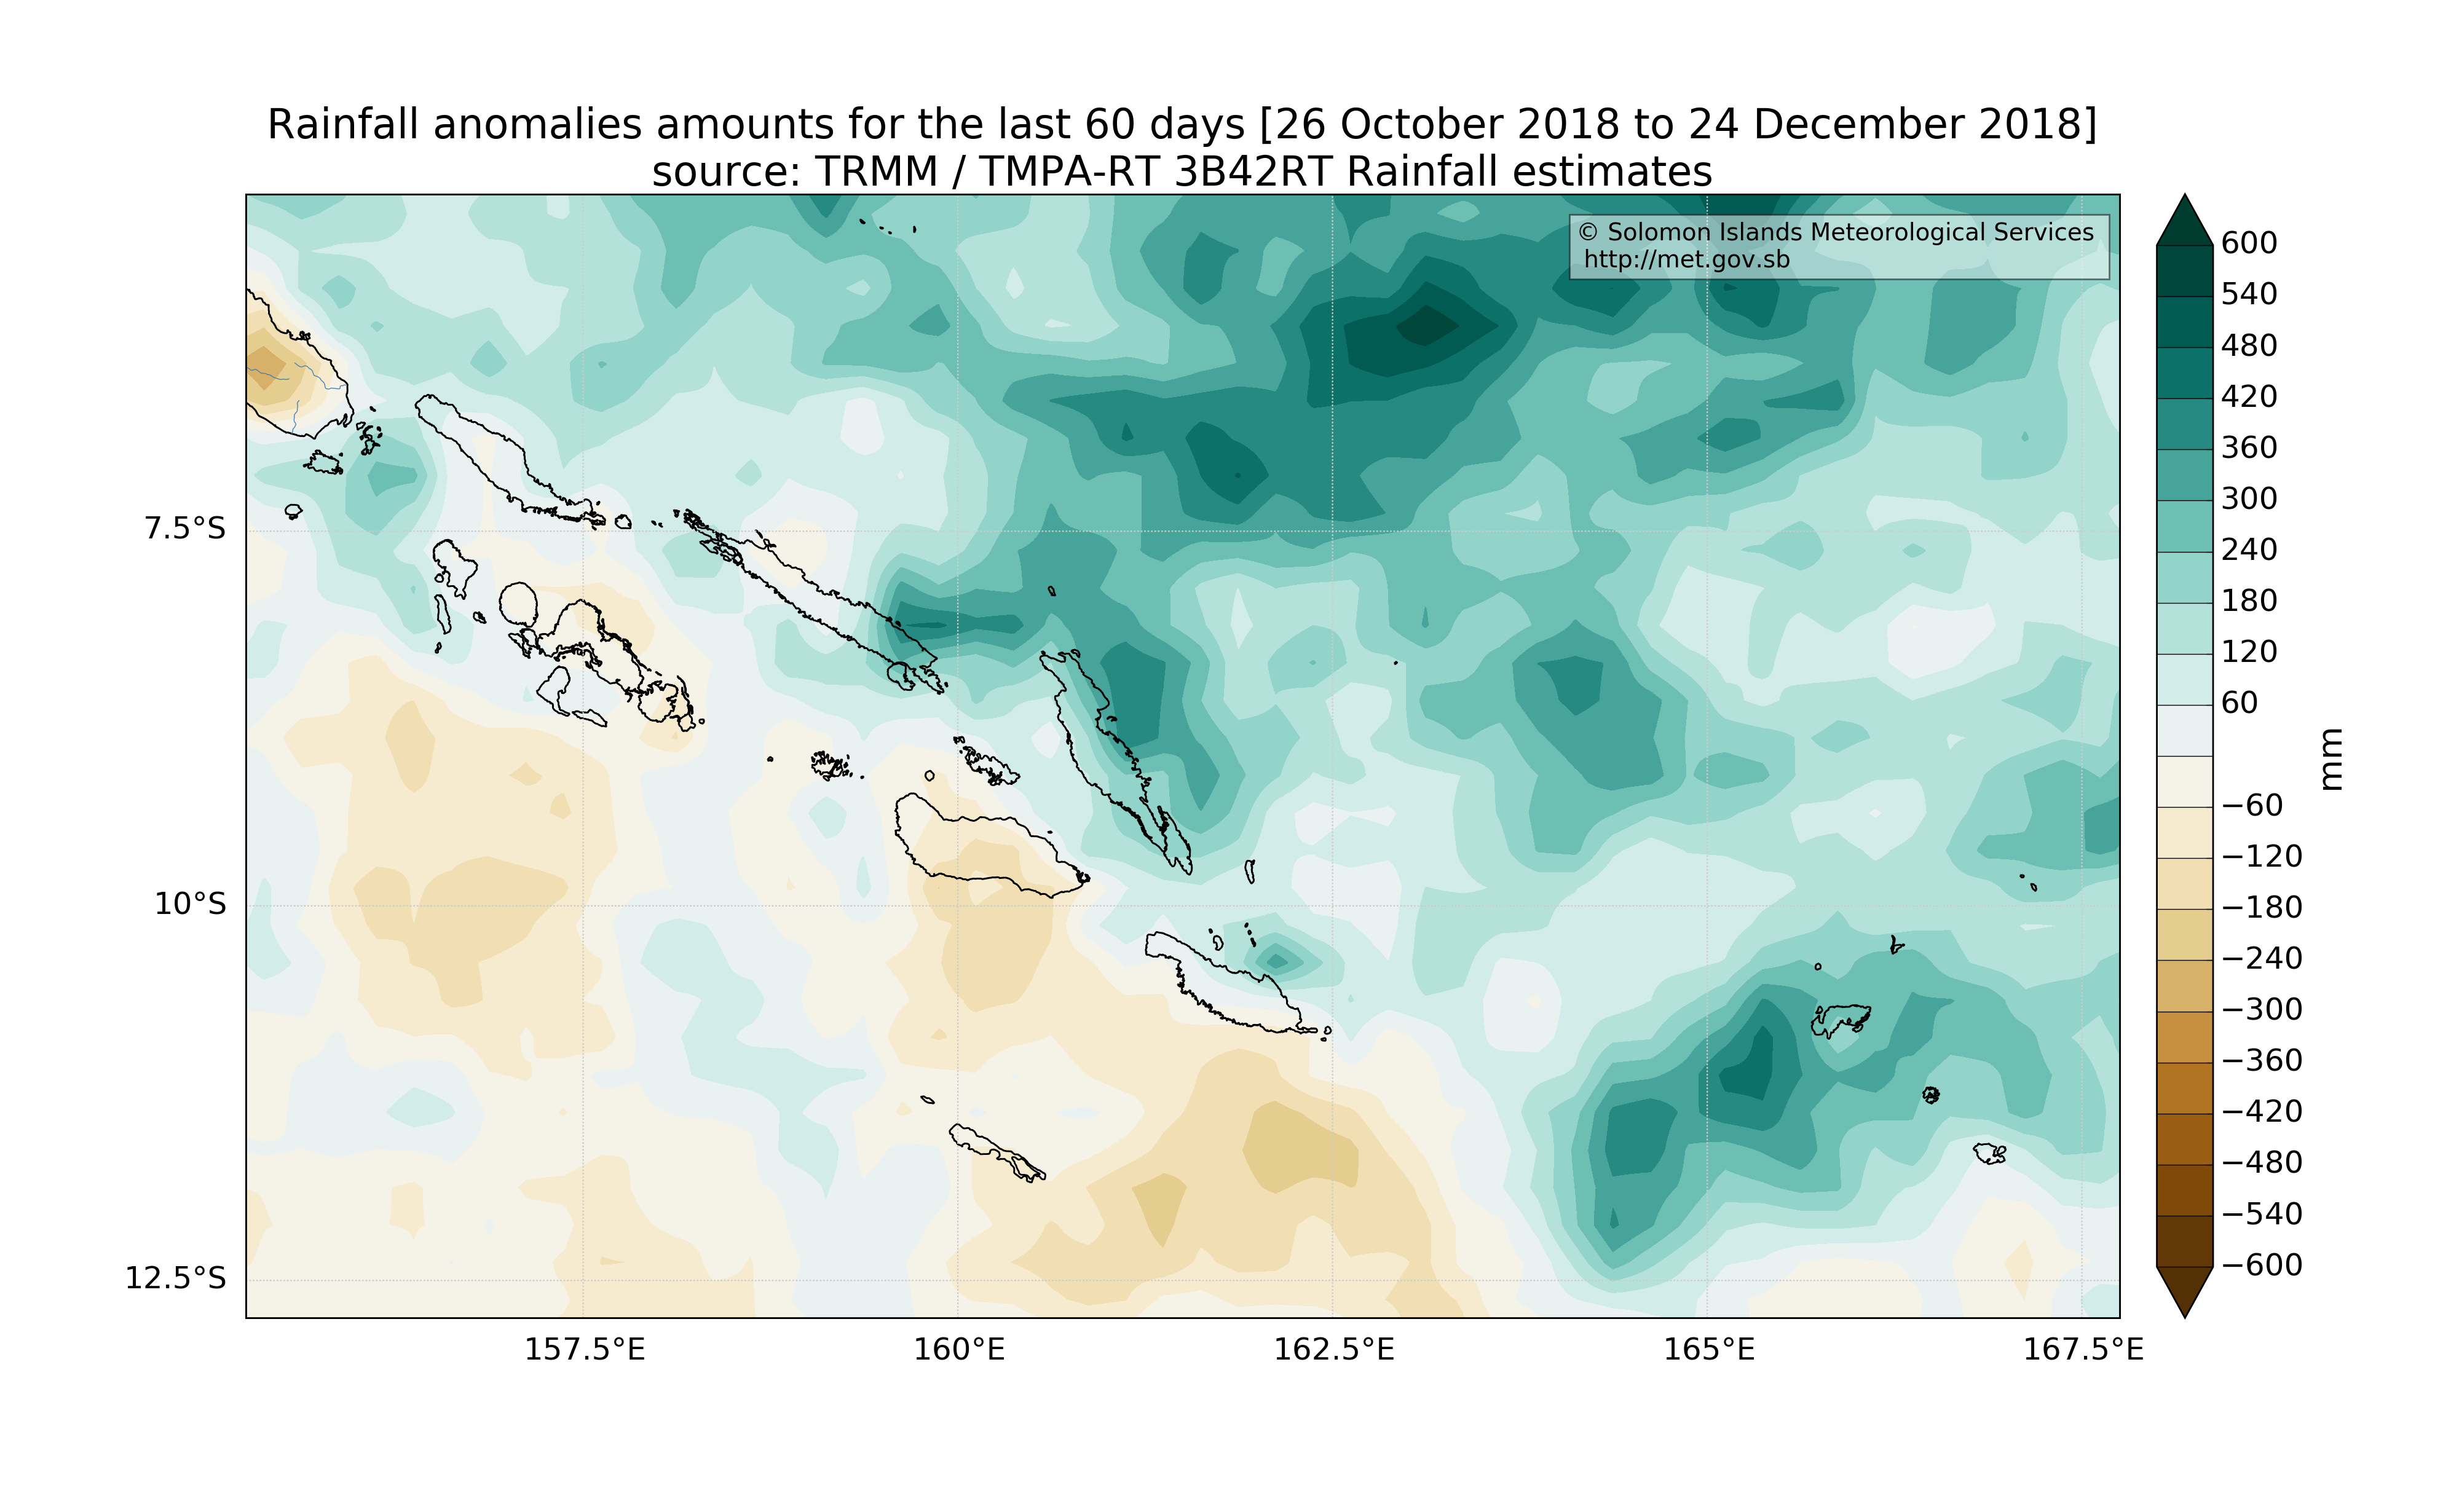 Rainfall anomalies amounts for the last 60 days [26 October 2018 to 24 December 2018]
source: TRMM / TMPA-RT 3B42RT Rainfall estimates
© Solomon Islands Meteorological Services
http://met.gov.sb
7.5°S
10°S
12.5°S
157.5°E
160°E
162.5°E
165°E
167.5°E
600
540
480
420
360
300
240
180
120
60
−60
−120
−180
−240
−300
−360
−420
−480
−540
−600
mm